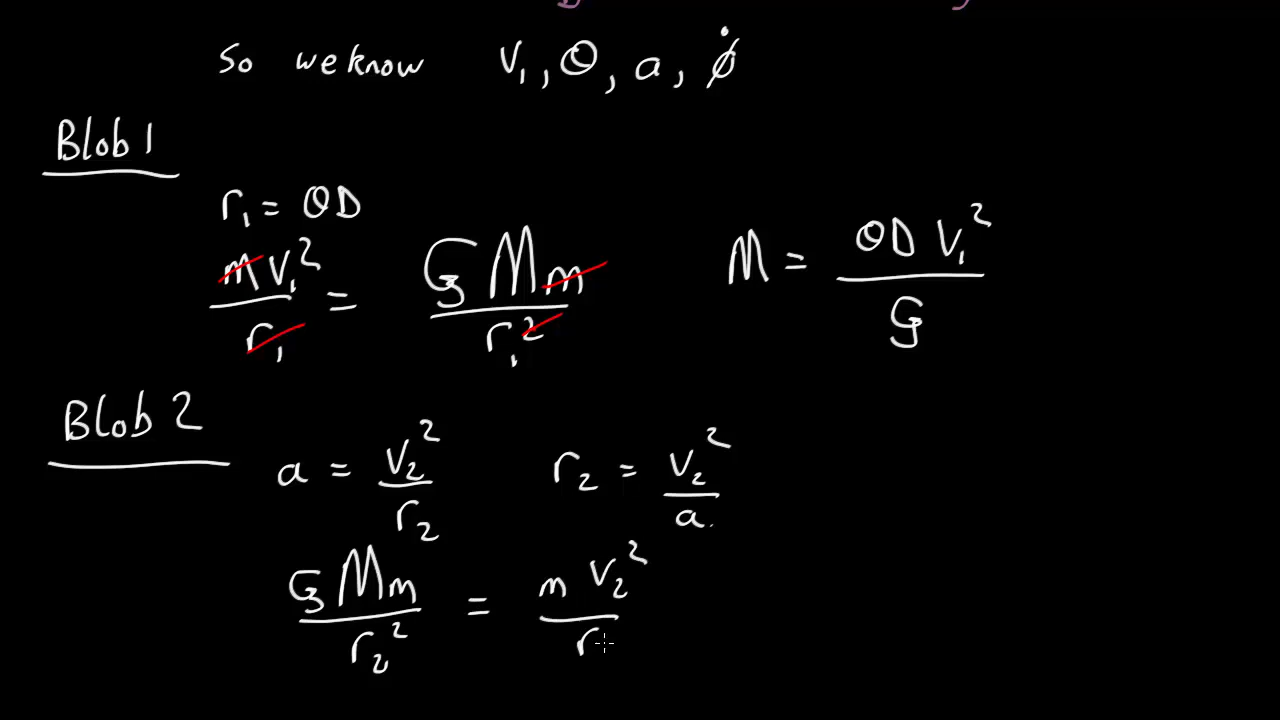 So we know v₁, θ, a, φ̇
Blob 1
r₁ = θD
mv₁²/r₁ = GMm/r₁²    M = θD v₁²/G
Blob 2
a = v₂²/r₂    r₂ = v₂²/a
GMm/r₂² = m v₂²/r